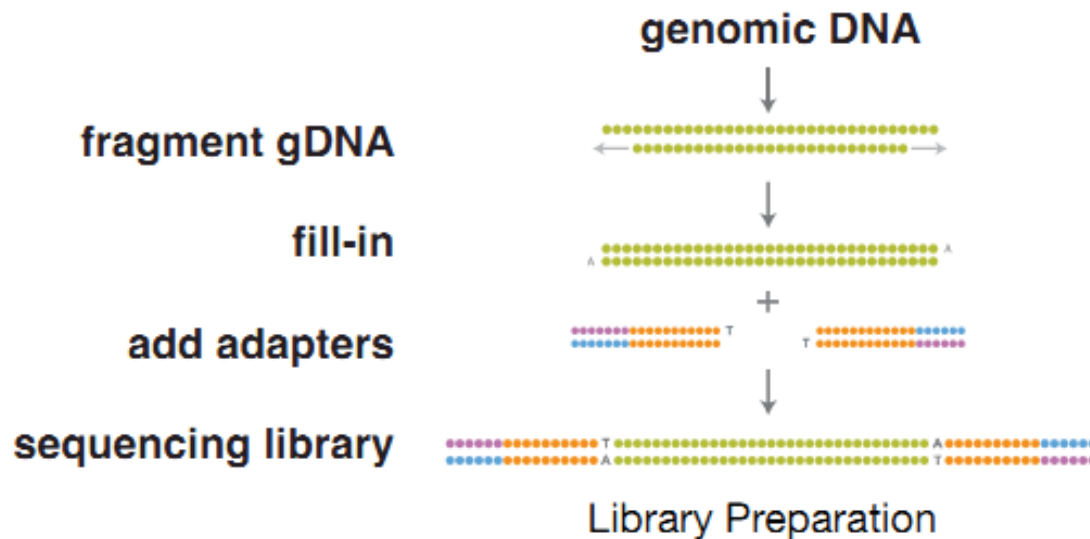 genomic DNA
fragment gDNA
fill-in
A
A
add adapters
+
T
T
sequencing library
T
A
A
T
Library Preparation